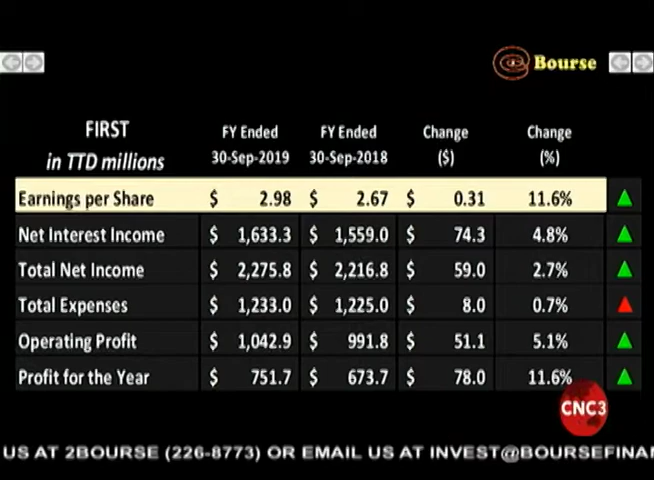 Bourse
FIRST
in TTD millions
FY Ended
30-Sep-2019
FY Ended
30-Sep-2018
Change
($)
Change
(%)
Earnings per Share $ 2.98 $ 2.67 $ 0.31 11.6%
Net Interest Income $ 1,633.3 $ 1,559.0 $ 74.3 4.8%
Total Net Income $ 2,275.8 $ 2,216.8 $ 59.0 2.7%
Total Expenses $ 1,233.0 $ 1,225.0 $ 8.0 0.7%
Operating Profit $ 1,042.9 $ 991.8 $ 51.1 5.1%
Profit for the Year $ 751.7 $ 673.7 $ 78.0 11.6%
CNC3
US AT 2BOURSE (226-8773) OR EMAIL US AT INVEST@BOURSEFINA